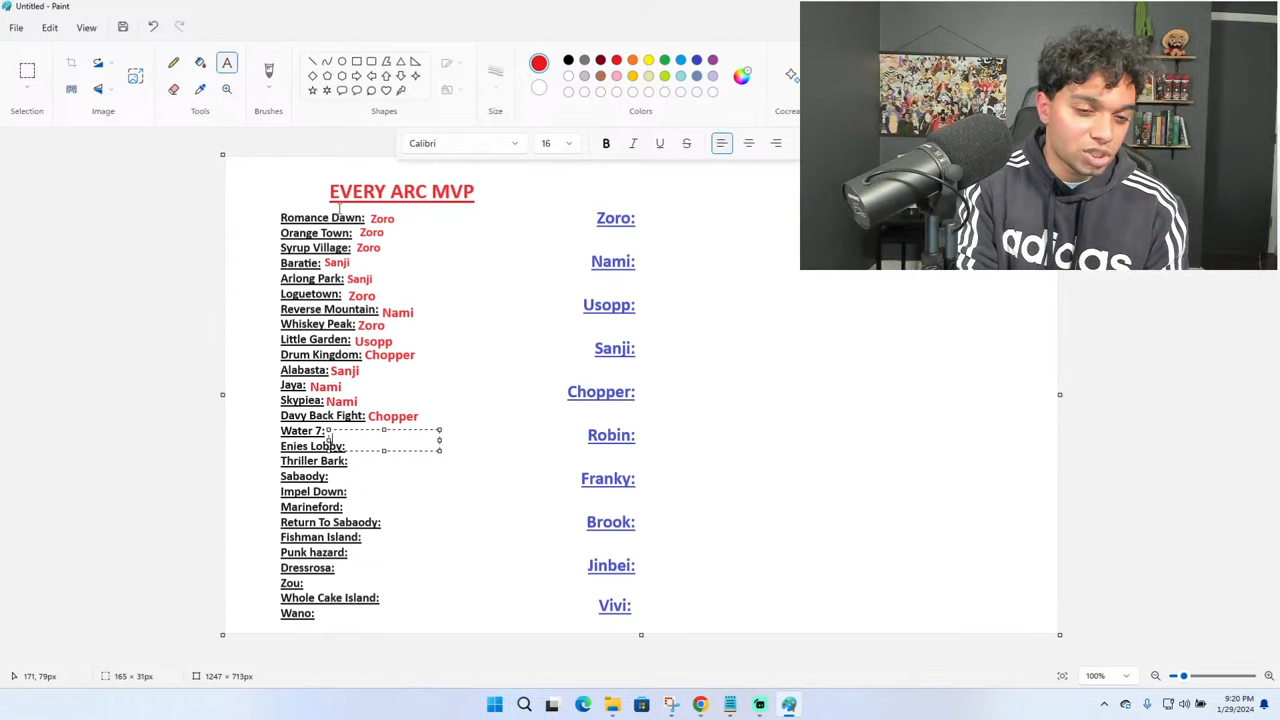 Untitled - Paint
File Edit View
Selection Image Tools Brushes Shapes Size Colors Cocrea
Calibri 16 B I U S
EVERY ARC MVP
Romance Dawn: Zoro
Orange Town: Zoro
Syrup Village: Zoro
Baratie: Sanji
Arlong Park: Sanji
Loguetown: Zoro
Reverse Mountain: Nami
Whiskey Peak: Zoro
Little Garden: Usopp
Drum Kingdom: Chopper
Alabasta: Sanji
Jaya: Nami
Skypiea: Nami
Davy Back Fight: Chopper
Water 7:
Enies Lobby:
Thriller Bark:
Sabaody:
Impel Down:
Marineford:
Return To Sabaody:
Fishman Island:
Punk hazard:
Dressrosa:
Zou:
Whole Cake Island:
Wano:
Zoro:
Nami:
Usopp:
Sanji:
Chopper:
Robin:
Franky:
Brook:
Jinbei:
Vivi:
adidas
171, 79px 165 × 31px 1247 × 713px 100%
9:20 PM
1/29/2024